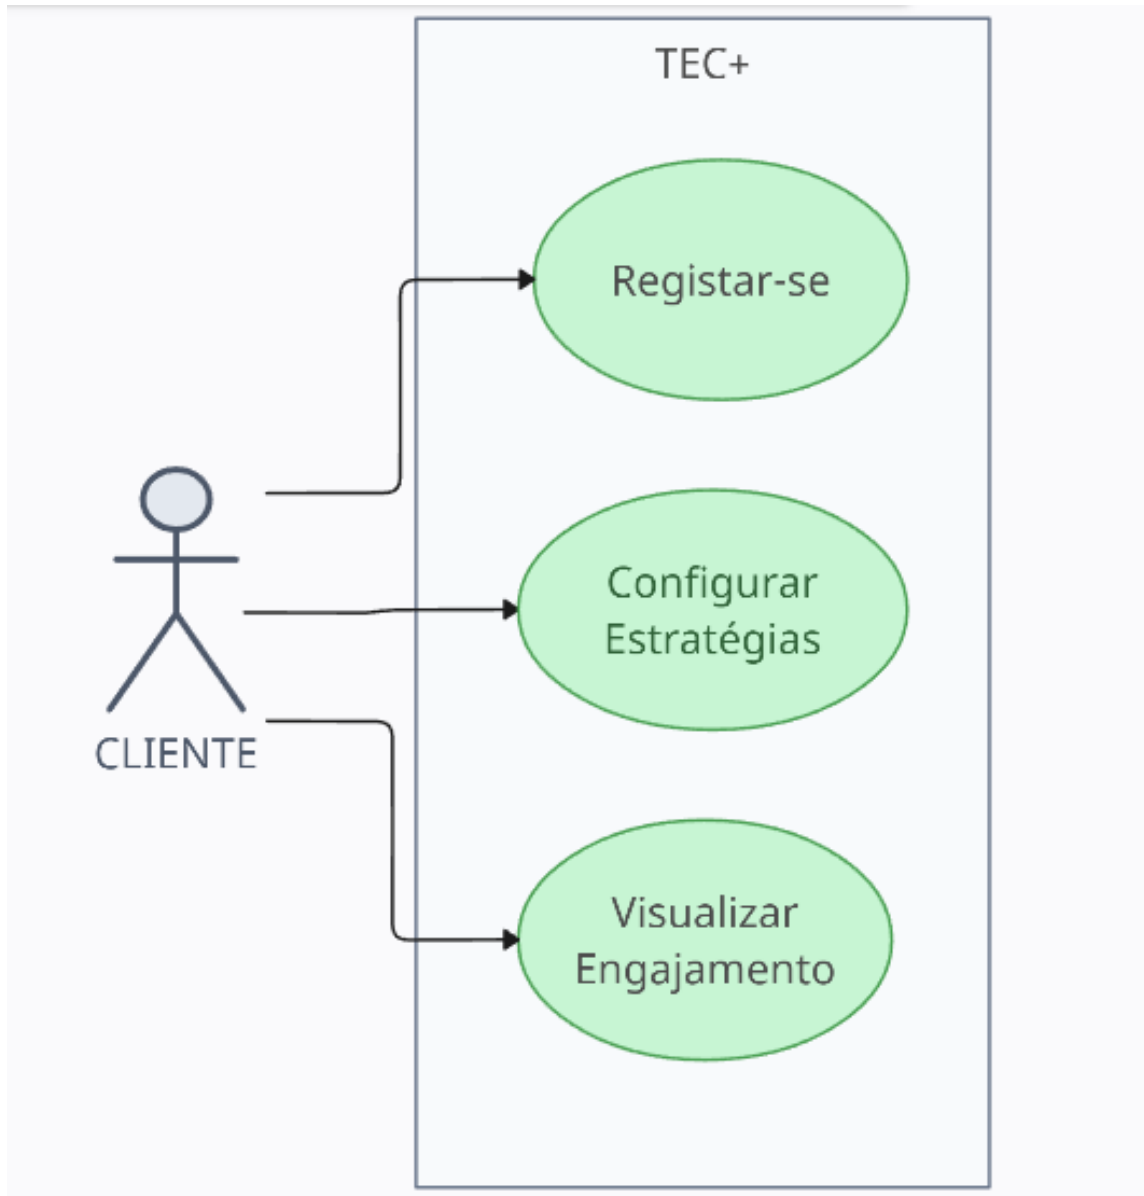 TEC+
Registar-se
Configurar
Estratégias
CLIENTE
Visualizar
Engajamento